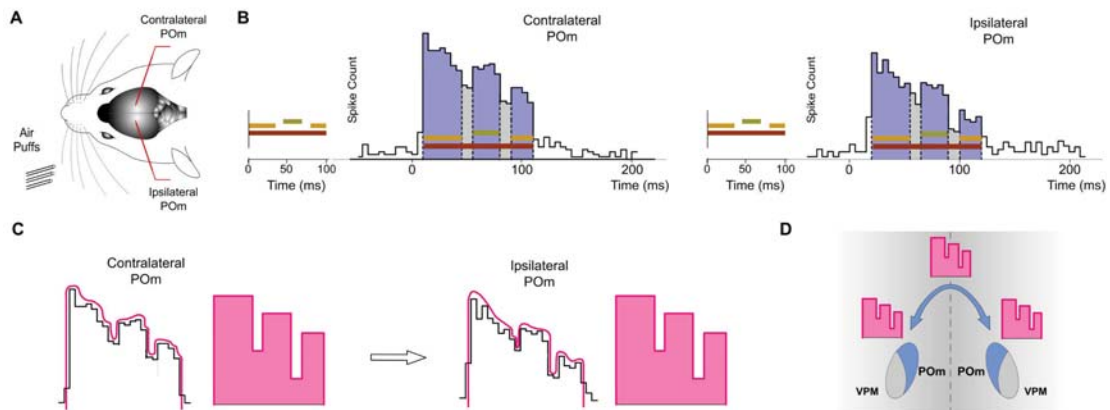 A
Contralateral
POm
Air
Puffs
Ipsilateral
POm
B
Contralateral
POm
Spike Count
0 50 100
Time (ms)
0 100 200
Time (ms)
Ipsilateral
POm
Spike Count
0 50 100
Time (ms)
0 100 200
Time (ms)
C
Contralateral
POm
Ipsilateral
POm
D
POm POm
VPM VPM